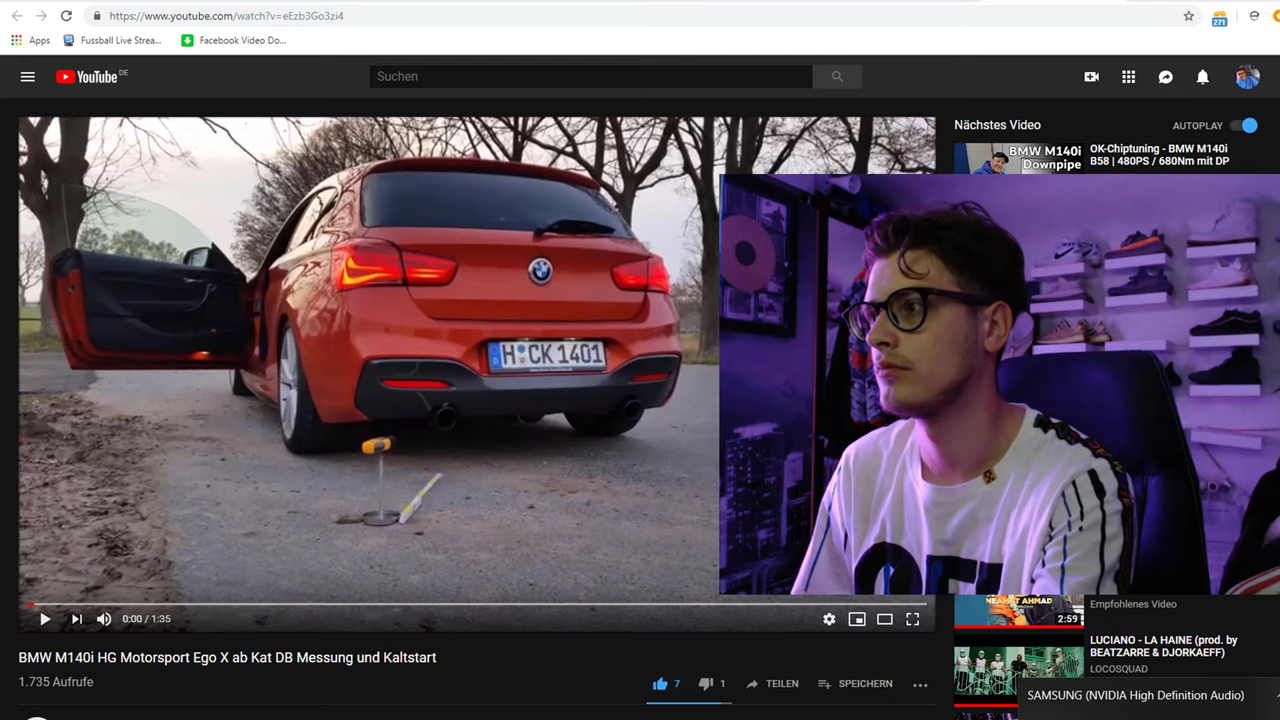 https://www.youtube.com/watch?v=eEzb3Go3zi4
271
Apps
Fussball Live Strea...
Facebook Video Do...
YouTube DE
Suchen
Nächstes Video
AUTOPLAY
BMW M140i
Downpipe
OK-Chiptuning - BMW M140i
B58 | 480PS / 680Nm mit DP
H CK 1401
0:00 / 1:35
NEAMAT AHMAD
2:59
Empfohlenes Video
LUCIANO - LA HAINE (prod. by
BEATZARRE & DJORKAEFF)
LOCOSQUAD
SAMSUNG (NVIDIA High Definition Audio)
BMW M140i HG Motorsport Ego X ab Kat DB Messung und Kaltstart
1.735 Aufrufe
7
1
TEILEN
SPEICHERN